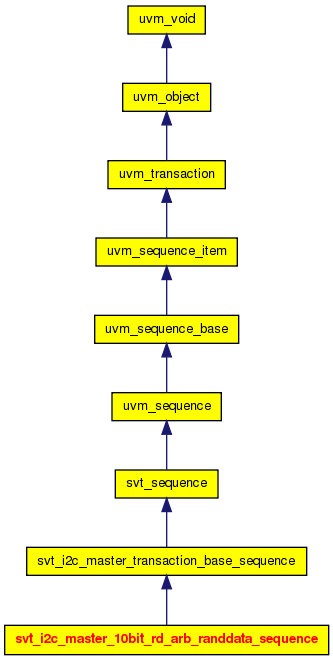 uvm_void
uvm_object
uvm_transaction
uvm_sequence_item
uvm_sequence_base
uvm_sequence
svt_sequence
svt_i2c_master_transaction_base_sequence
svt_i2c_master_10bit_rd_arb_randdata_sequence